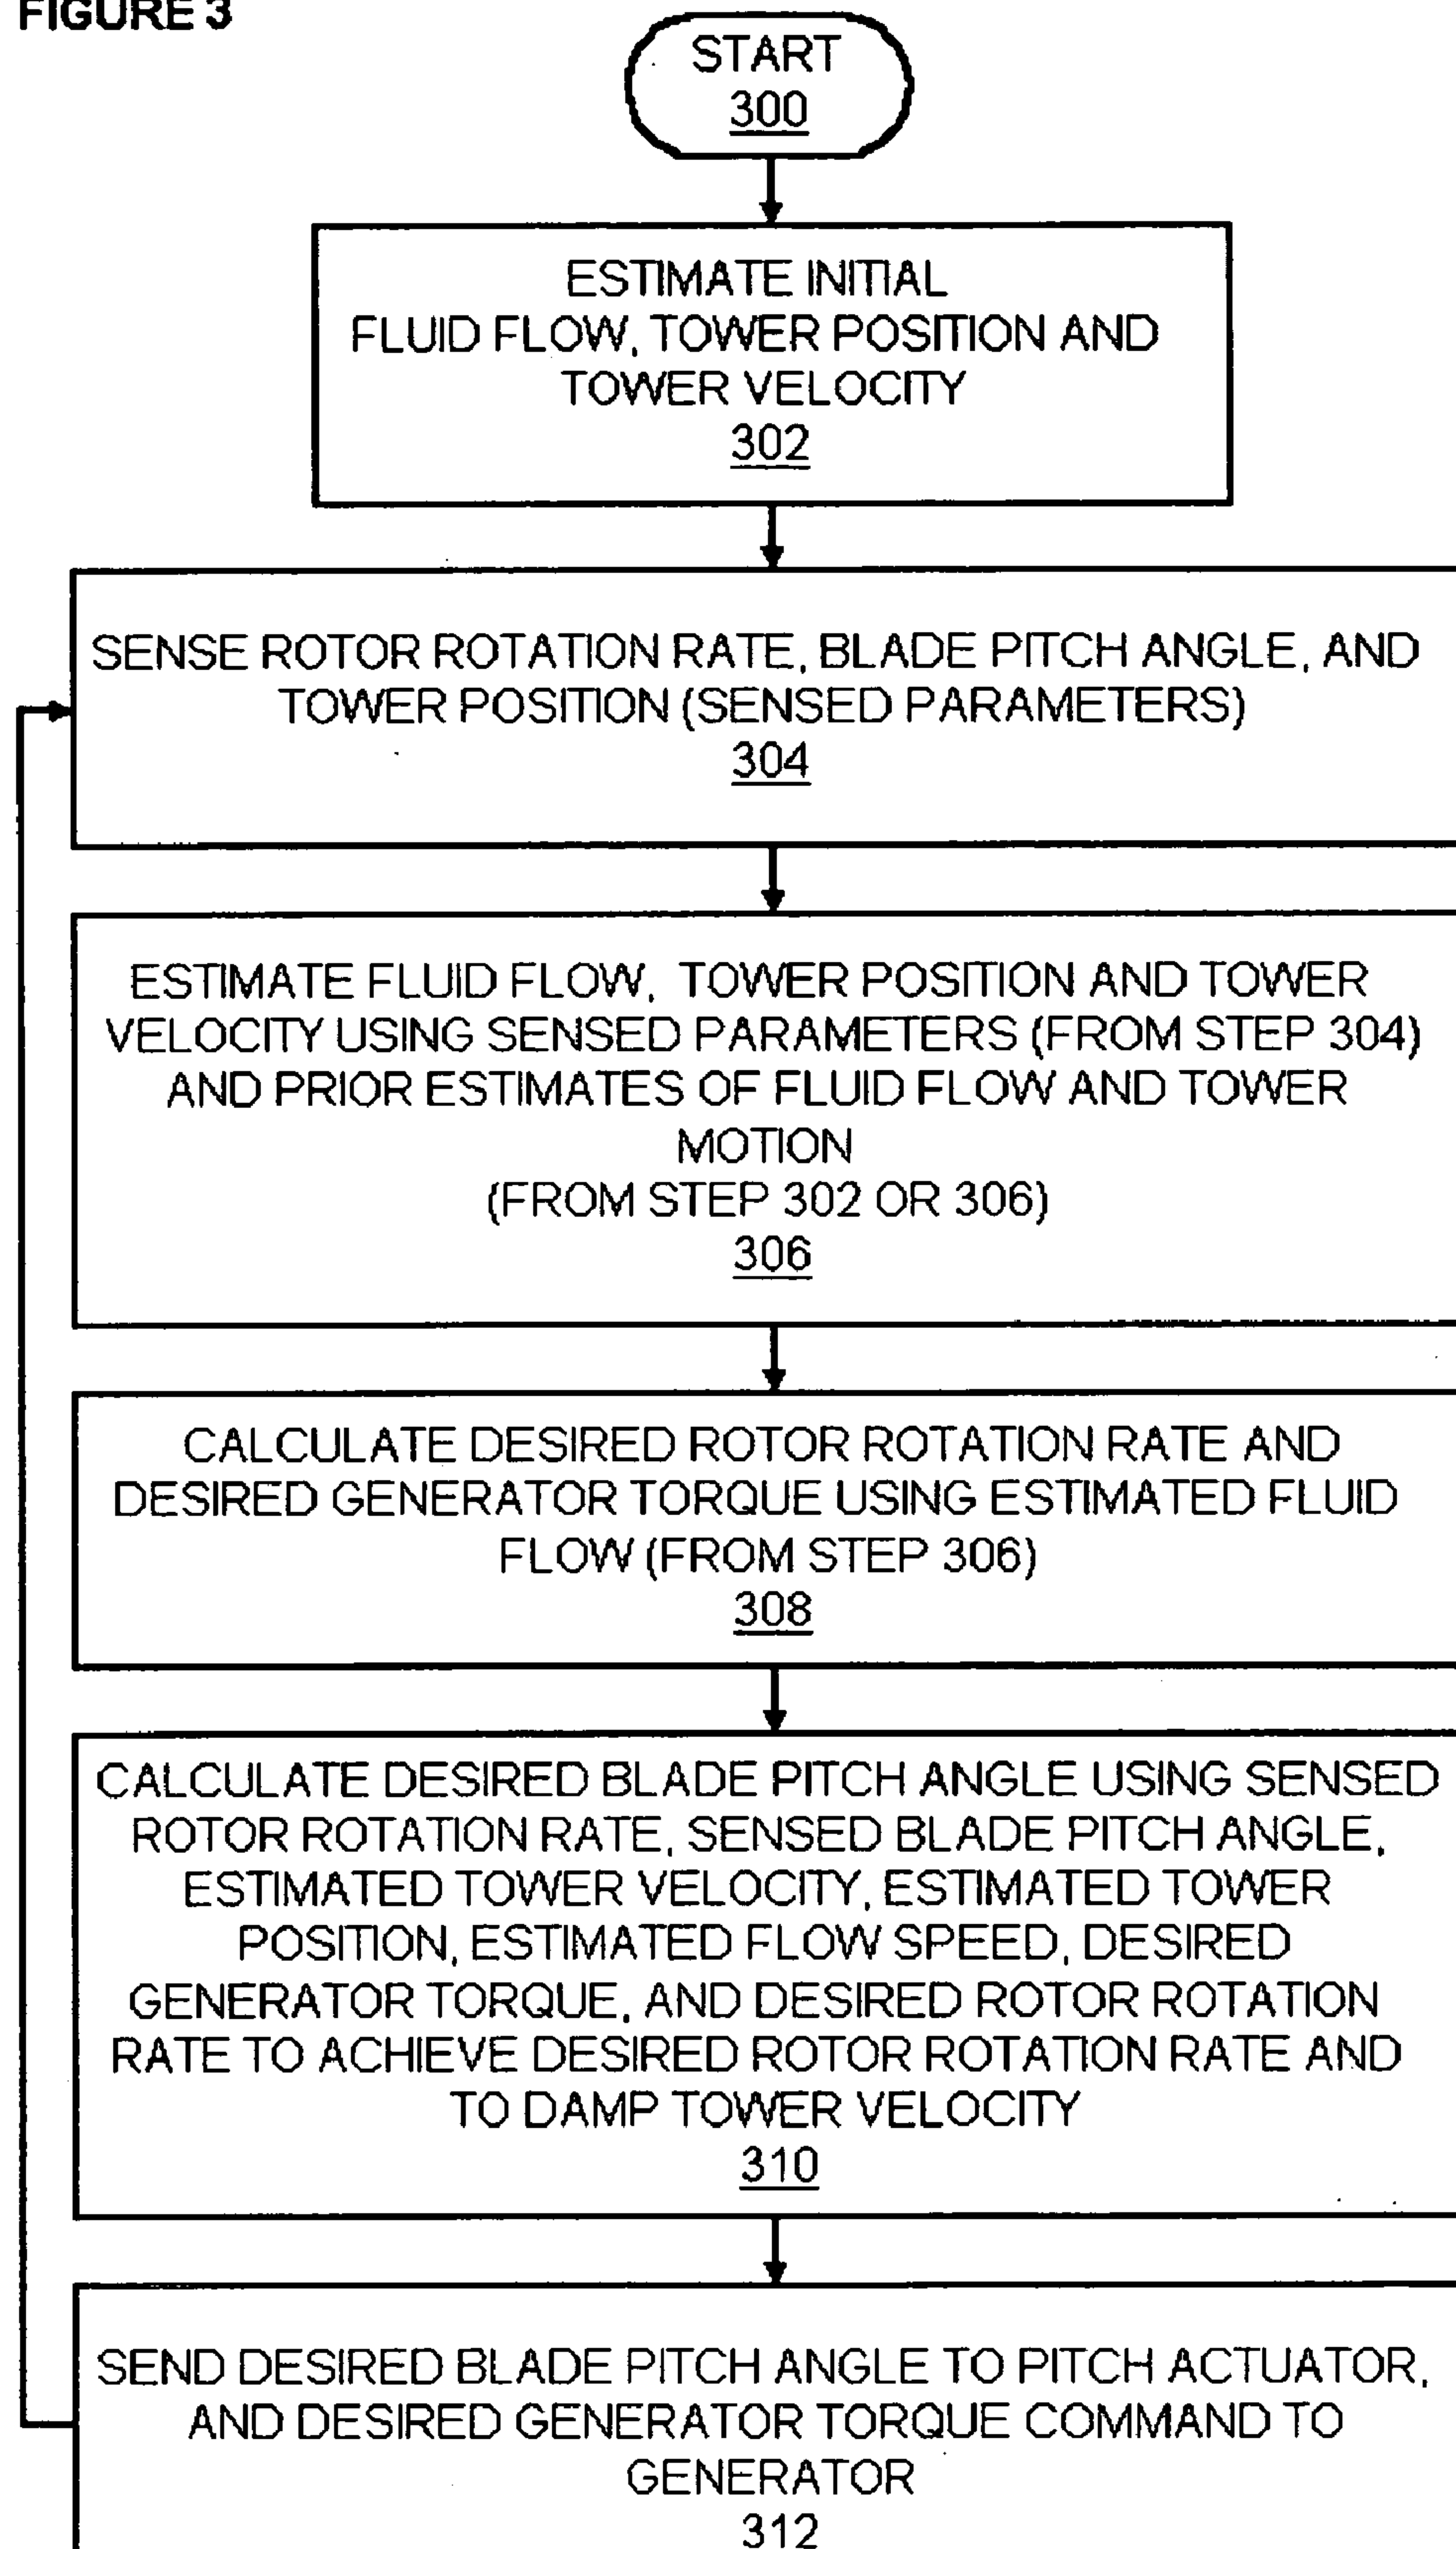 FIGURE 3
START
300
ESTIMATE INITIAL
FLUID FLOW, TOWER POSITION AND
TOWER VELOCITY
302
SENSE ROTOR ROTATION RATE, BLADE PITCH ANGLE, AND
TOWER POSITION (SENSED PARAMETERS)
304
ESTIMATE FLUID FLOW, TOWER POSITION AND TOWER
VELOCITY USING SENSED PARAMETERS (FROM STEP 304)
AND PRIOR ESTIMATES OF FLUID FLOW AND TOWER
MOTION
(FROM STEP 302 OR 306)
306
CALCULATE DESIRED ROTOR ROTATION RATE AND
DESIRED GENERATOR TORQUE USING ESTIMATED FLUID
FLOW (FROM STEP 306)
308
CALCULATE DESIRED BLADE PITCH ANGLE USING SENSED
ROTOR ROTATION RATE, SENSED BLADE PITCH ANGLE,
ESTIMATED TOWER VELOCITY, ESTIMATED TOWER
POSITION, ESTIMATED FLOW SPEED, DESIRED
GENERATOR TORQUE, AND DESIRED ROTOR ROTATION
RATE TO ACHIEVE DESIRED ROTOR ROTATION RATE AND
TO DAMP TOWER VELOCITY
310
SEND DESIRED BLADE PITCH ANGLE TO PITCH ACTUATOR,
AND DESIRED GENERATOR TORQUE COMMAND TO
GENERATOR
312